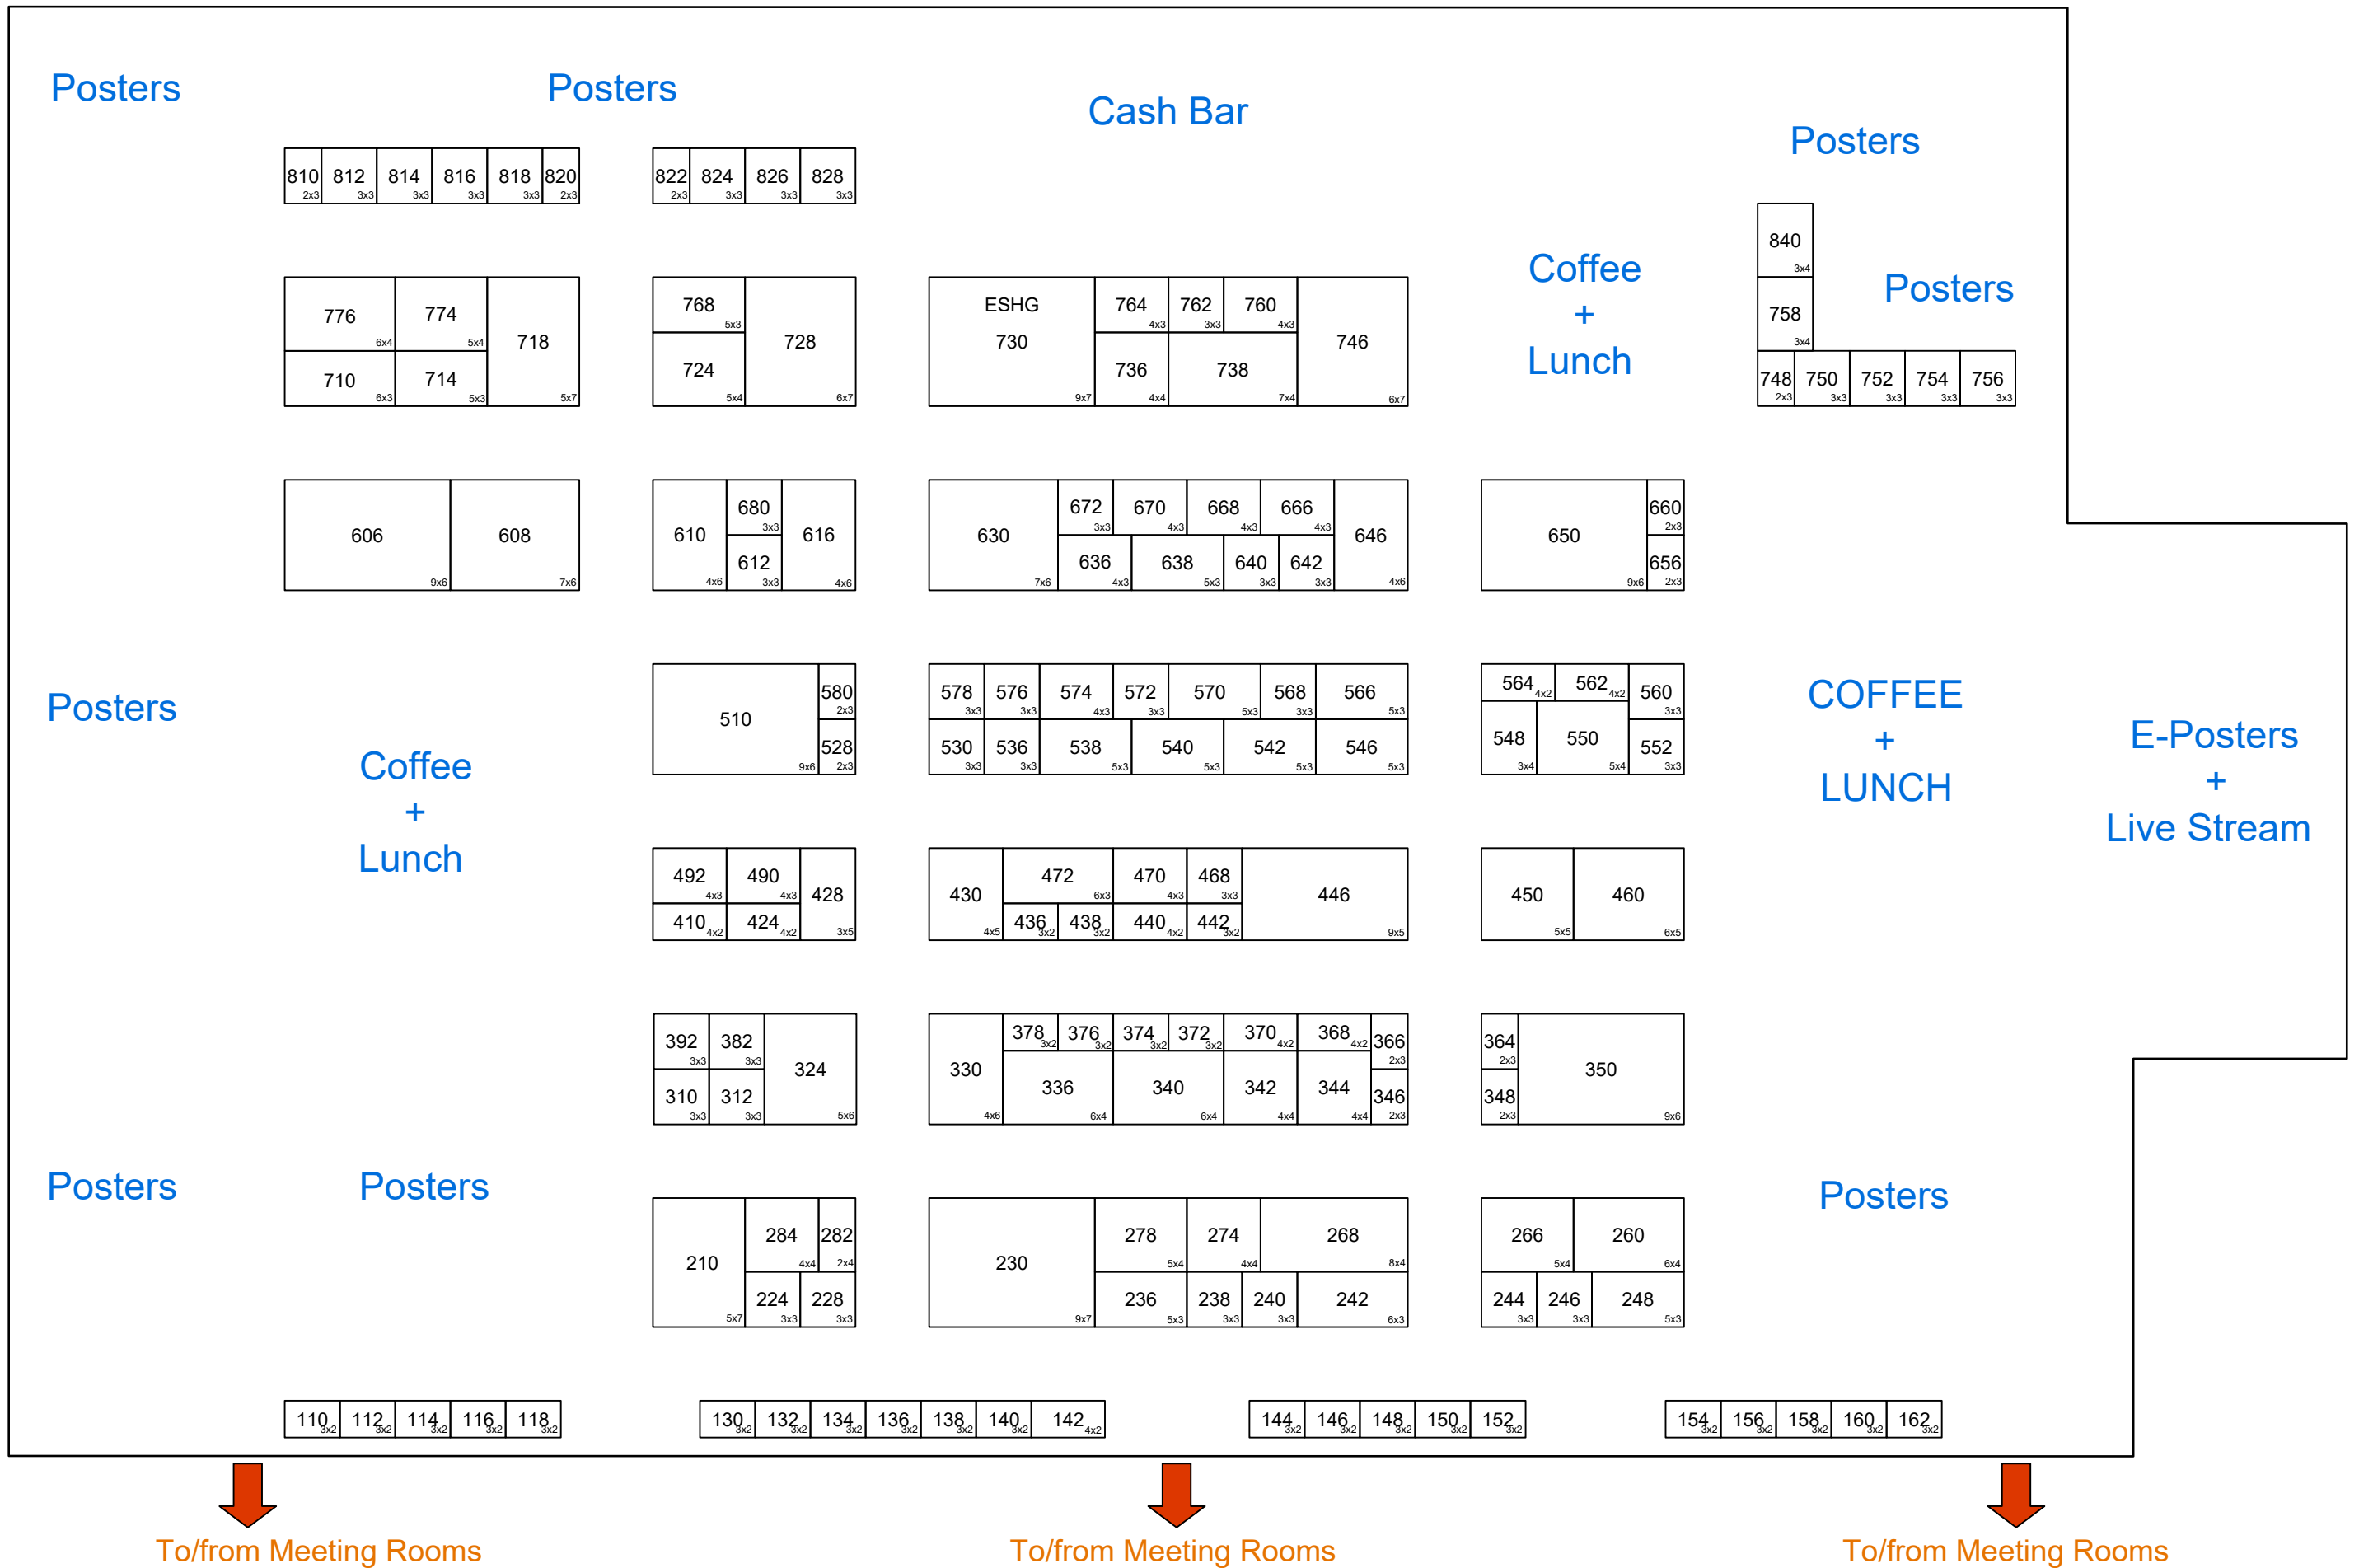 Posters
Posters
Cash Bar
Posters
810 2x3 812 3x3 814 3x3 816 3x3 818 3x3 820 2x3
822 2x3 824 3x3 826 3x3 828 3x3
840 3x4
758 3x4
Posters
748 2x3 750 3x3 752 3x3 754 3x3 756 3x3
Coffee
+
Lunch
776 6x4 774 5x4 718 5x7
710 6x3 714 5x3
768 5x3 728 6x7
724 5x4
ESHG
730 9x7 764 4x3 762 3x3 760 4x3 746 6x7
736 4x4 738 7x4
606 9x6 608 7x6
610 4x6 680 3x3 616 4x6
612 3x3
630 7x6 672 3x3 670 4x3 668 4x3 666 4x3 646 4x6
636 4x3 638 5x3 640 3x3 642 3x3
650 9x6 660 2x3
656 2x3
Posters
Coffee
+
Lunch
510 9x6 580 2x3
528 2x3
578 3x3 576 3x3 574 4x3 572 3x3 570 5x3 568 3x3 566 5x3
530 3x3 536 3x3 538 5x3 540 5x3 542 5x3 546 5x3
564 4x2 562 4x2 560 3x3
548 3x4 550 5x4 552 3x3
COFFEE
+
LUNCH
E-Posters
+
Live Stream
492 4x3 490 4x3 428 3x5
410 4x2 424 4x2
430 4x5 472 6x3 470 4x3 468 3x3 446 9x5
436 3x2 438 3x2 440 4x2 442 3x2
450 5x5 460 6x5
392 3x3 382 3x3 324 5x6
310 3x3 312 3x3
330 4x6 378 3x2 376 3x2 374 3x2 372 3x2 370 4x2 368 4x2 366 2x3
336 6x4 340 6x4 342 4x4 344 4x4 346 2x3
364 2x3 350 9x6
348 2x3
Posters
Posters
Posters
210 5x7 284 4x4 282 2x4
224 3x3 228 3x3
230 9x7 278 5x4 274 4x4 268 8x4
236 5x3 238 3x3 240 3x3 242 6x3
266 5x4 260 6x4
244 3x3 246 3x3 248 5x3
110 3x2 112 3x2 114 3x2 116 3x2 118 3x2
130 3x2 132 3x2 134 3x2 136 3x2 138 3x2 140 3x2 142 4x2
144 3x2 146 3x2 148 3x2 150 3x2 152 3x2
154 3x2 156 3x2 158 3x2 160 3x2 162 3x2
To/from Meeting Rooms
To/from Meeting Rooms
To/from Meeting Rooms